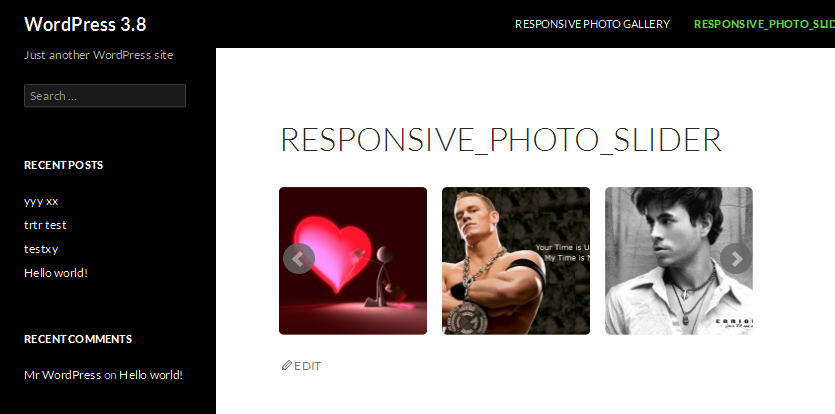 WordPress 3.8
RESPONSIVE PHOTO GALLERY
RESPONSIVE_PHOTO_SLID
Just another WordPress site
Search …
RECENT POSTS
yyy xx
trtr test
testxy
Hello world!
RECENT COMMENTS
Mr WordPress on Hello world!
RESPONSIVE_PHOTO_SLIDER
Your Time is U
My Time is N
EDIT